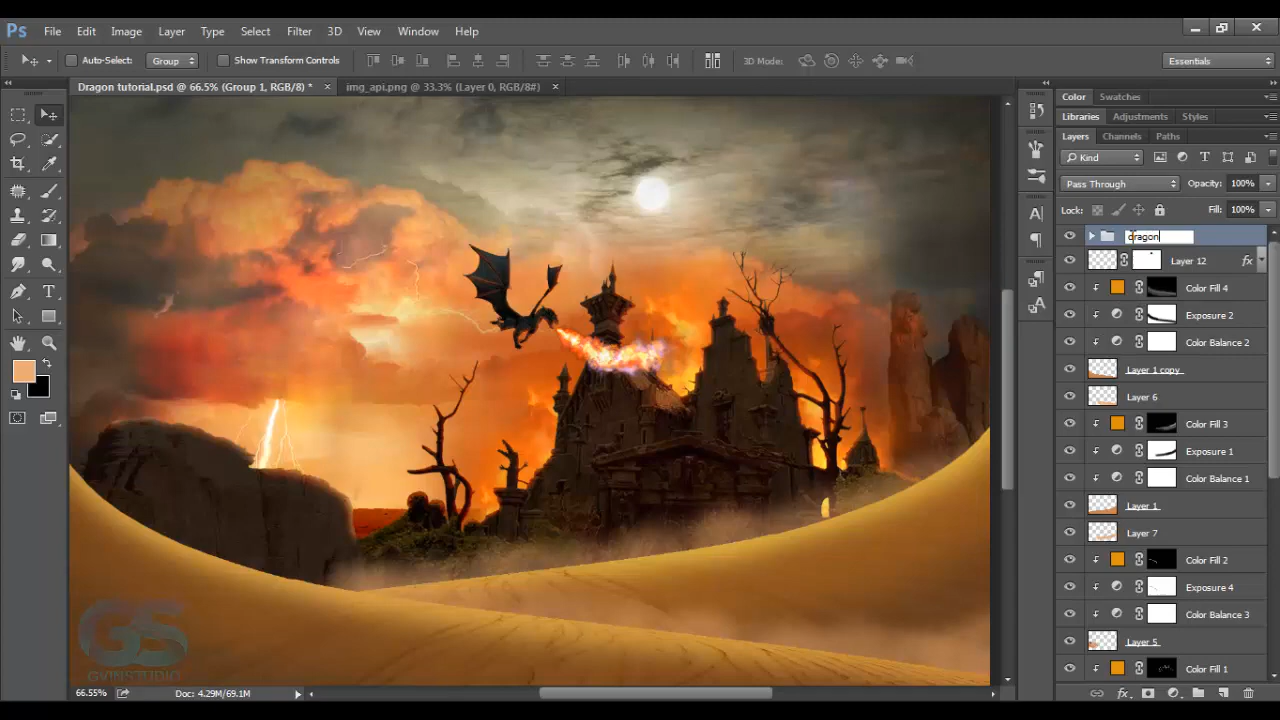 Ps File Edit Image Layer Type Select Filter 3D View Window Help
Auto-Select: Group Show Transform Controls 3D Mode: Essentials
Dragon tutorial.psd @ 66.5% (Group 1, RGB/8) * × img_api.png @ 33.3% (Layer 0, RGB/8#) ×
Color Swatches
Libraries Adjustments Styles
Layers Channels Paths
Kind
Pass Through Opacity: 100%
Lock: Fill: 100%
dragon
Layer 12 fx
Color Fill 4
Exposure 2
Color Balance 2
Layer 1 copy
Layer 6
Color Fill 3
Exposure 1
Color Balance 1
Layer 1
Layer 7
Color Fill 2
Exposure 4
Color Balance 3
Layer 5
Color Fill 1
GS
GKINSTUDIO
66.55% Doc: 4.29M/69.1M